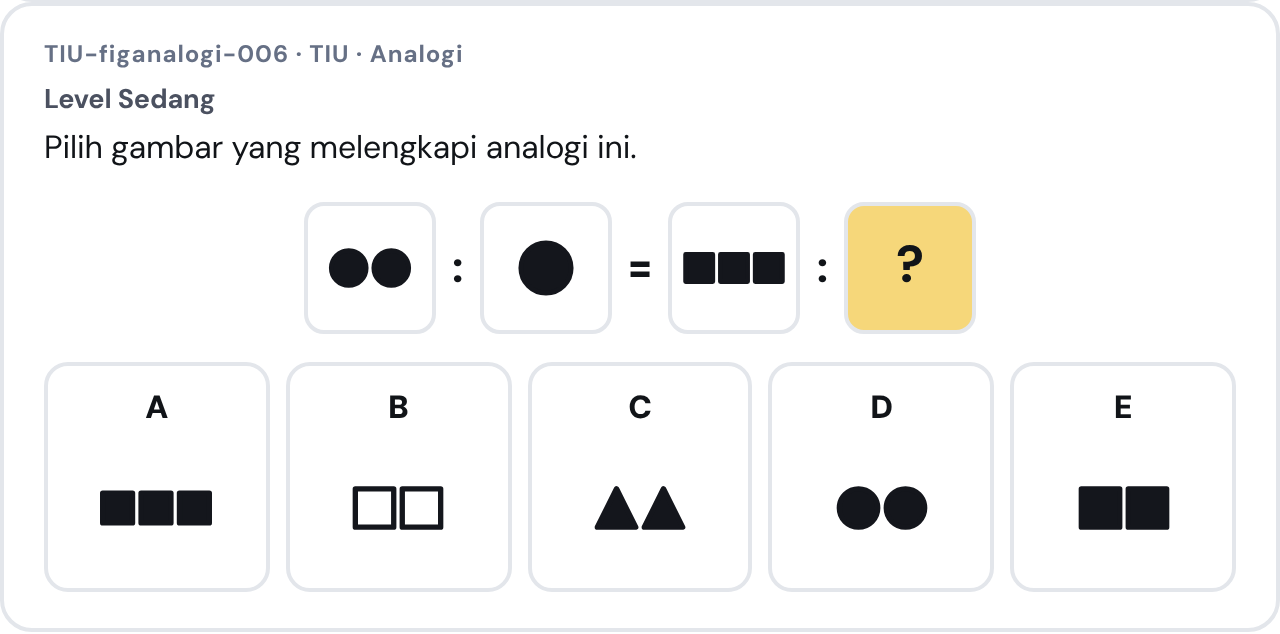 TIU-figanalogi-006 · TIU · Analogi
Level Sedang
Pilih gambar yang melengkapi analogi ini.
: = : ?
A B C D E